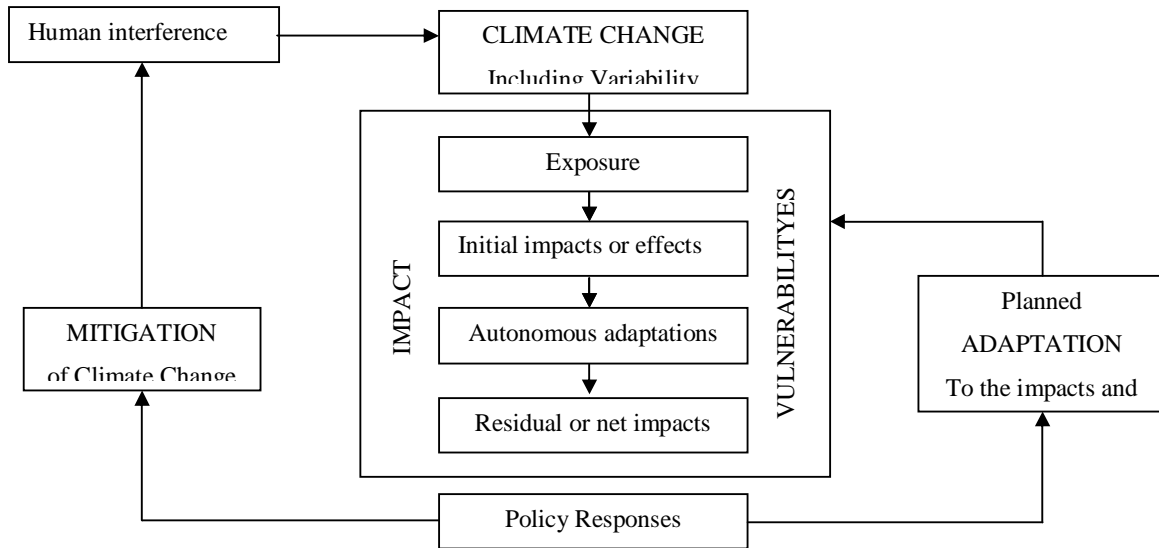 Human interference
CLIMATE CHANGE
Including Variability
Exposure
Initial impacts or effects
Autonomous adaptations
Residual or net impacts
IMPACT
VULNERABILITYES
MITIGATION
of Climate Change
Planned
ADAPTATION
To the impacts and
Policy Responses